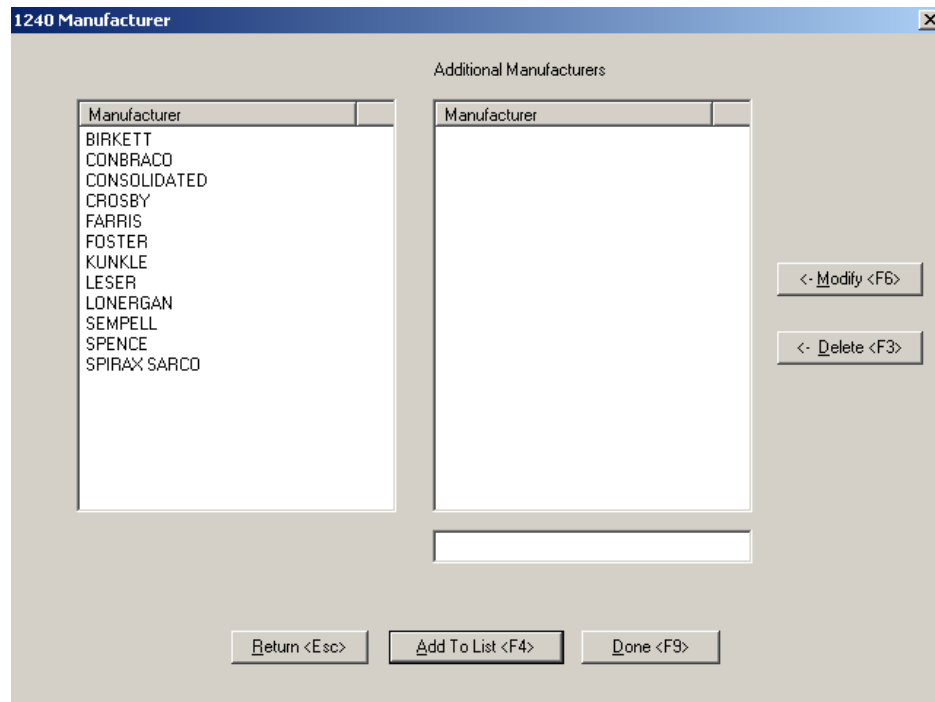 1240 Manufacturer
Additional Manufacturers
Manufacturer
BIRKETT
CONBRACO
CONSOLIDATED
CROSBY
FARRIS
FOSTER
KUNKLE
LESER
LONERGAN
SEMPELL
SPENCE
SPIRAX SARCO
Manufacturer
<- Modify <F6>
<- Delete <F3>
Return <Esc>
Add To List <F4>
Done <F9>